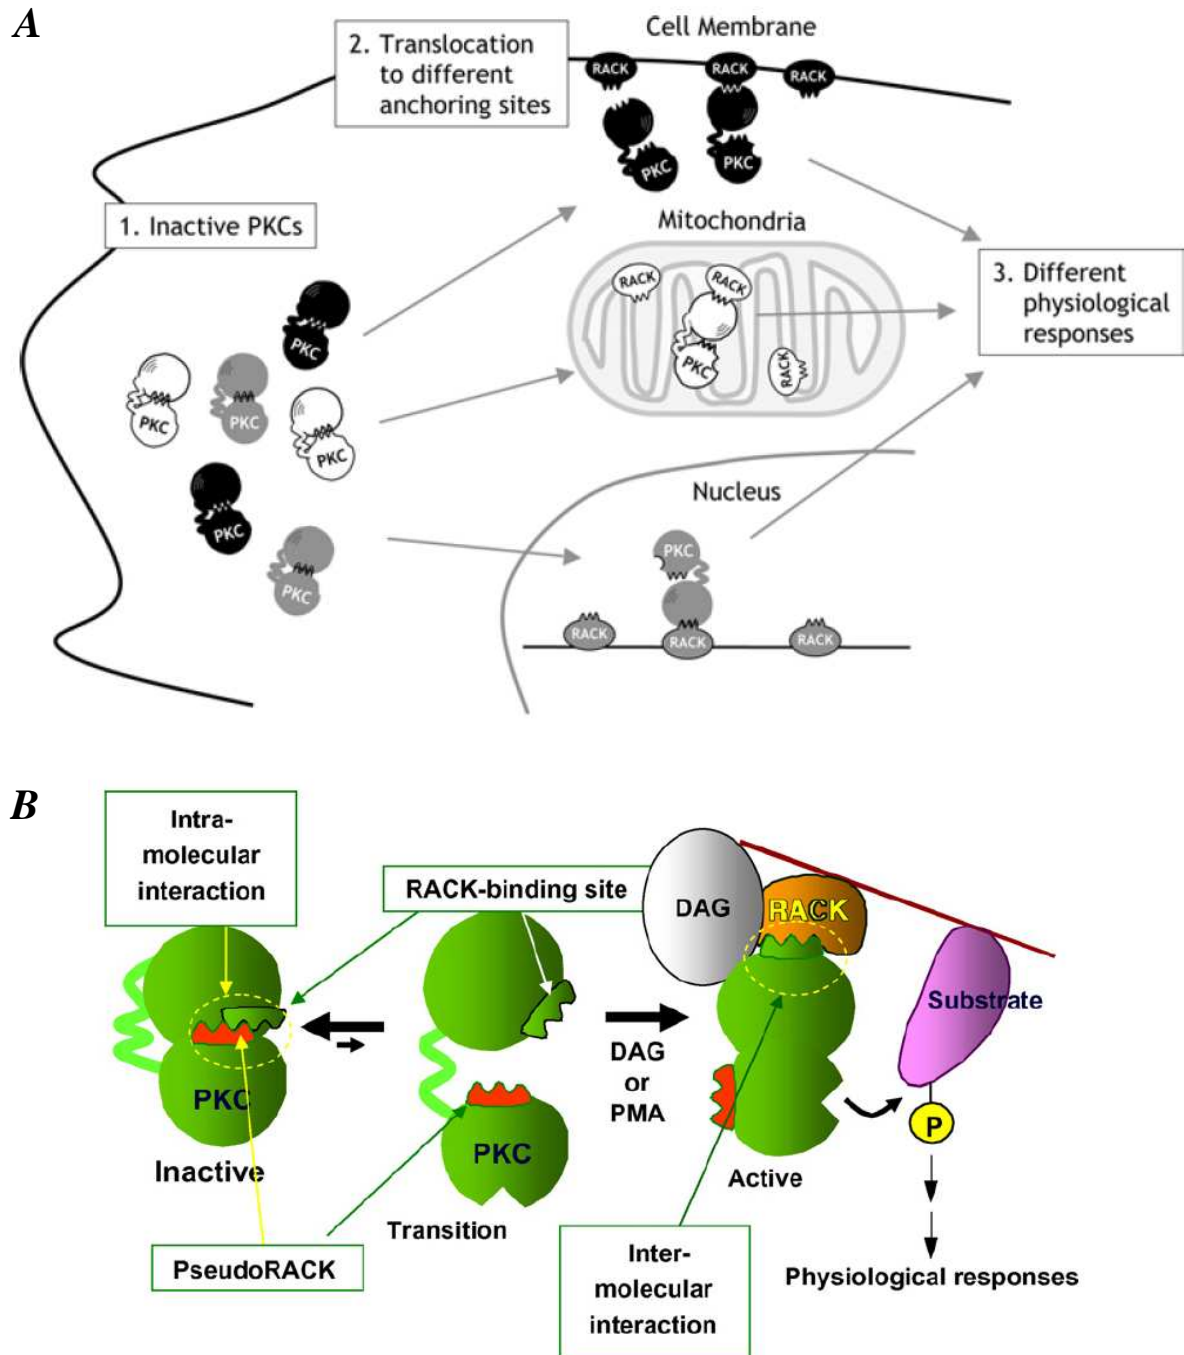 A
Cell Membrane
2. Translocation
to different
anchoring sites
RACK
RACK
RACK
PKC
PKC
1. Inactive PKCs
Mitochondria
RACK
RACK
PKC
RACK
3. Different
physiological
responses
PKC
PKC
PKC
PKC
PKC
PKC
Nucleus
PKC
RACK
RACK
RACK
B
Intra-
molecular
interaction
RACK-binding site
DAG
RACK
Substrate
PKC
Inactive
PKC
Transition
DAG
or
PMA
Active
P
PseudoRACK
Inter-
molecular
interaction
Physiological responses